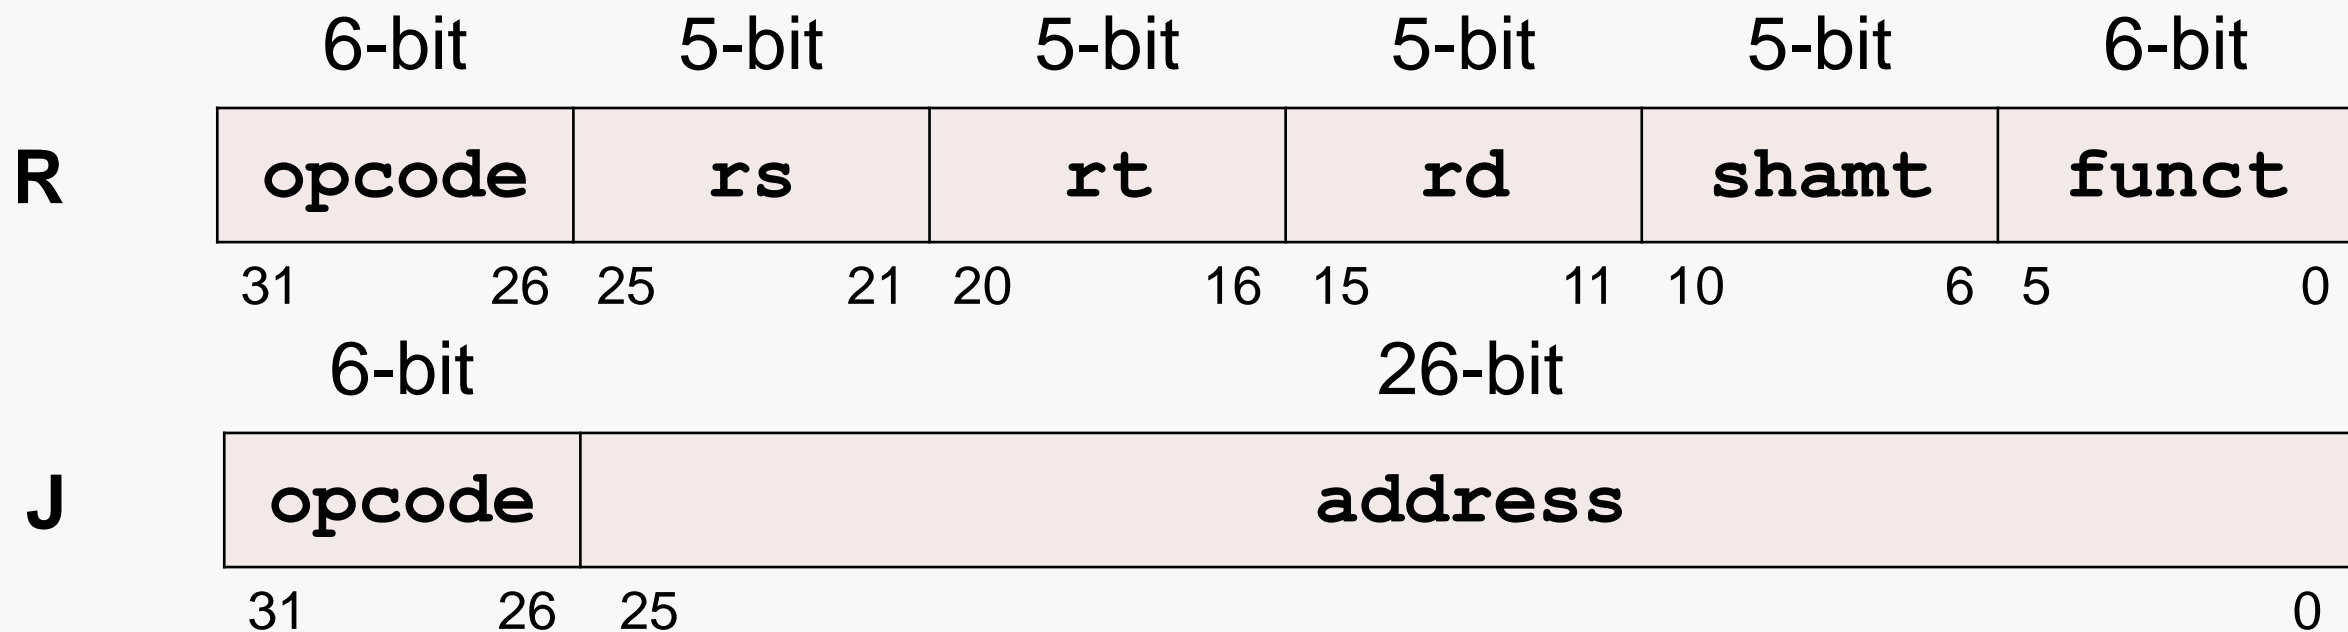 6-bit 5-bit 5-bit 5-bit 5-bit 6-bit
R opcode rs rt rd shamt funct
31 26 25 21 20 16 15 11 10 6 5 0
6-bit 26-bit
J opcode address
31 26 25 0